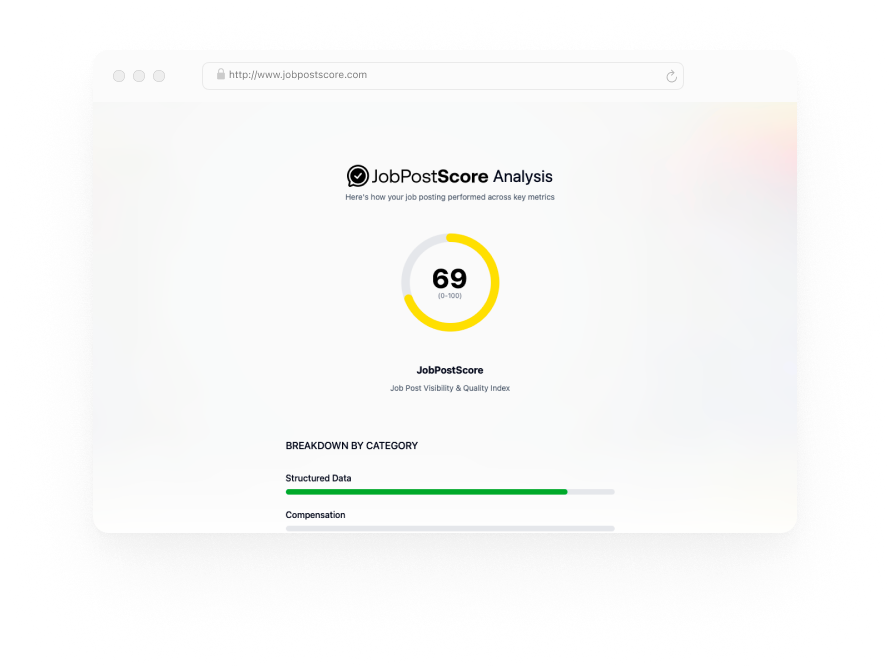 http://www.jobpostscore.com
JobPostScore Analysis
Here's how your job posting performed across key metrics
69
(0-100)
JobPostScore
Job Post Visibility & Quality Index
BREAKDOWN BY CATEGORY
Structured Data
Compensation